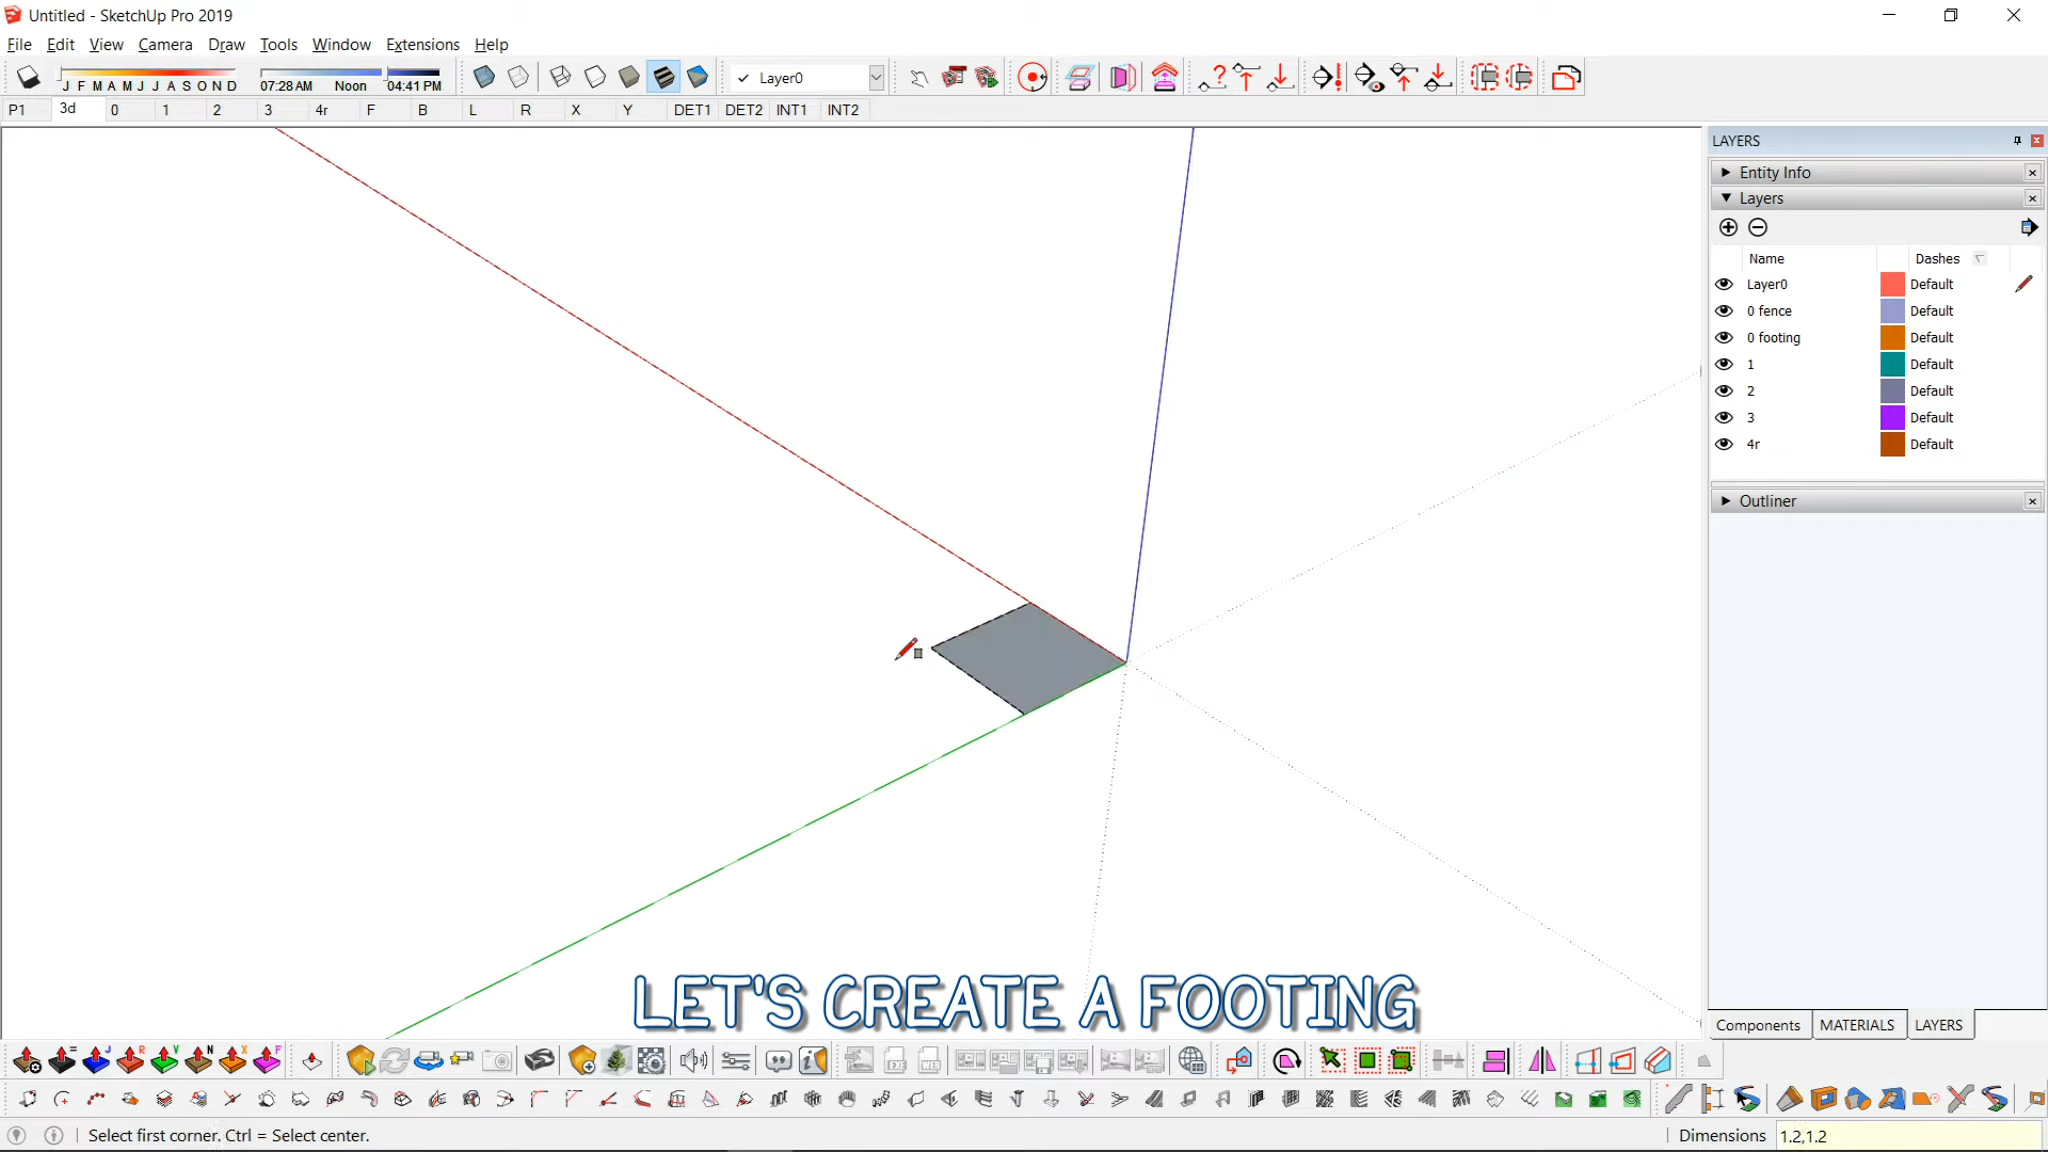 Untitled - SketchUp Pro 2019
File Edit View Camera Draw Tools Window Extensions Help
J F M A M J J A S O N D 07:28 AM Noon 04:41 PM Layer0
P1 3d 0 1 2 3 4r F B L R X Y DET1 DET2 INT1 INT2
LAYERS
Entity Info
Layers
Name Dashes
Layer0 Default
0 fence Default
0 footing Default
1 Default
2 Default
3 Default
4r Default
Outliner
LET'S CREATE A FOOTING
Components MATERIALS LAYERS
Select first corner. Ctrl = Select center. Dimensions 1.2,1.2